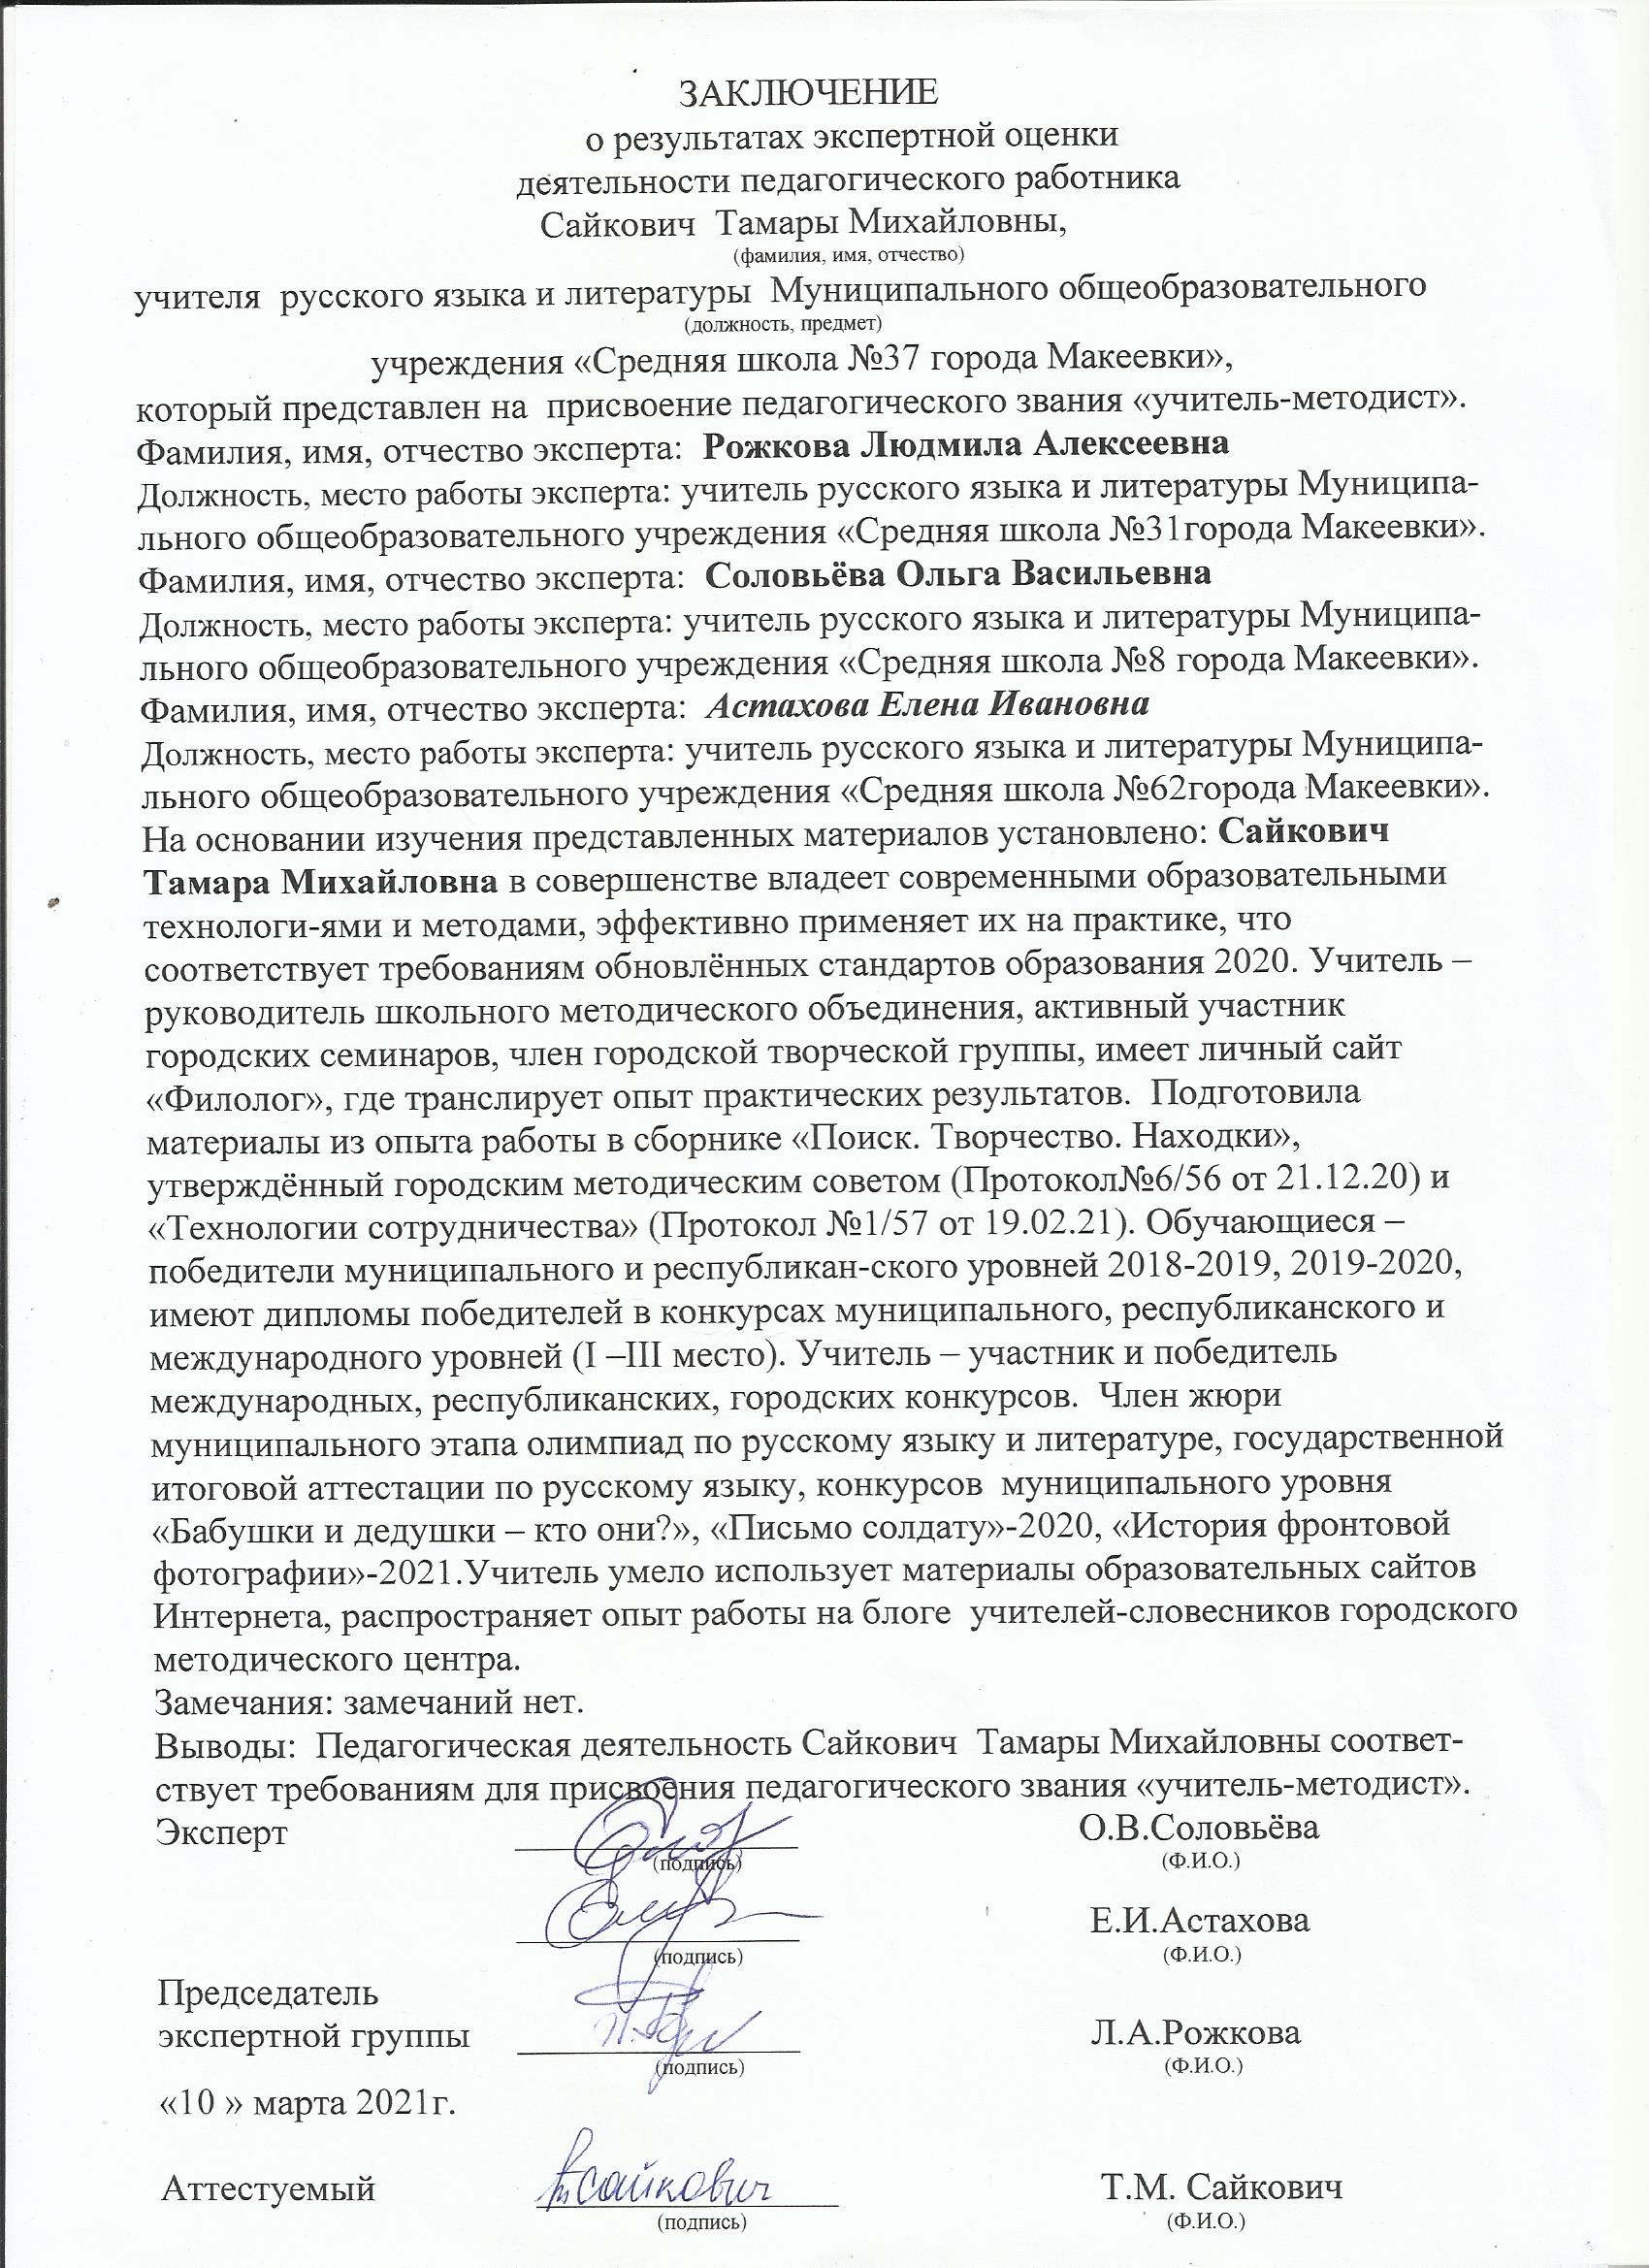 ЗАКЛЮЧЕНИЕ
о результатах экспертной оценки
деятельности педагогического работника
Сайкович Тамары Михайловны,
(фамилия, имя, отчество)
учителя русского языка и литературы Муниципального общеобразовательного
(должность, предмет)
учреждения «Средняя школа №37 города Макеевки»,
который представлен на присвоение педагогического звания «учитель-методист».
Фамилия, имя, отчество эксперта: Рожкова Людмила Алексеевна
Должность, место работы эксперта: учитель русского языка и литературы Муниципа-
льного общеобразовательного учреждения «Средняя школа №31города Макеевки».
Фамилия, имя, отчество эксперта: Соловьёва Ольга Васильевна
Должность, место работы эксперта: учитель русского языка и литературы Муниципа-
льного общеобразовательного учреждения «Средняя школа №8 города Макеевки».
Фамилия, имя, отчество эксперта: Астахова Елена Ивановна
Должность, место работы эксперта: учитель русского языка и литературы Муниципа-
льного общеобразовательного учреждения «Средняя школа №62города Макеевки».
На основании изучения представленных материалов установлено: Сайкович
Тамара Михайловна в совершенстве владеет современными образовательными
технологи-ями и методами, эффективно применяет их на практике, что
соответствует требованиям обновлённых стандартов образования 2020. Учитель –
руководитель школьного методического объединения, активный участник
городских семинаров, член городской творческой группы, имеет личный сайт
«Филолог», где транслирует опыт практических результатов. Подготовила
материалы из опыта работы в сборнике «Поиск. Творчество. Находки»,
утверждённый городским методическим советом (Протокол№6/56 от 21.12.20) и
«Технологии сотрудничества» (Протокол №1/57 от 19.02.21). Обучающиеся –
победители муниципального и республикан-ского уровней 2018-2019, 2019-2020,
имеют дипломы победителей в конкурсах муниципального, республиканского и
международного уровней (I –III место). Учитель – участник и победитель
международных, республиканских, городских конкурсов. Член жюри
муниципального этапа олимпиад по русскому языку и литературе, государственной
итоговой аттестации по русскому языку, конкурсов муниципального уровня
«Бабушки и дедушки – кто они?», «Письмо солдату»-2020, «История фронтовой
фотографии»-2021.Учитель умело использует материалы образовательных сайтов
Интернета, распространяет опыт работы на блоге учителей-словесников городского
методического центра.
Замечания: замечаний нет.
Выводы: Педагогическая деятельность Сайкович Тамары Михайловны соответ-
ствует требованиям для присвоения педагогического звания «учитель-методист».
Эксперт О.В.Соловьёва
(подпись) (Ф.И.О.)
Е.И.Астахова
(подпись) (Ф.И.О.)
Председатель
экспертной группы Л.А.Рожкова
(подпись) (Ф.И.О.)
«10 » марта 2021г.
Аттестуемый Сайкович Т.М. Сайкович
(подпись) (Ф.И.О.)